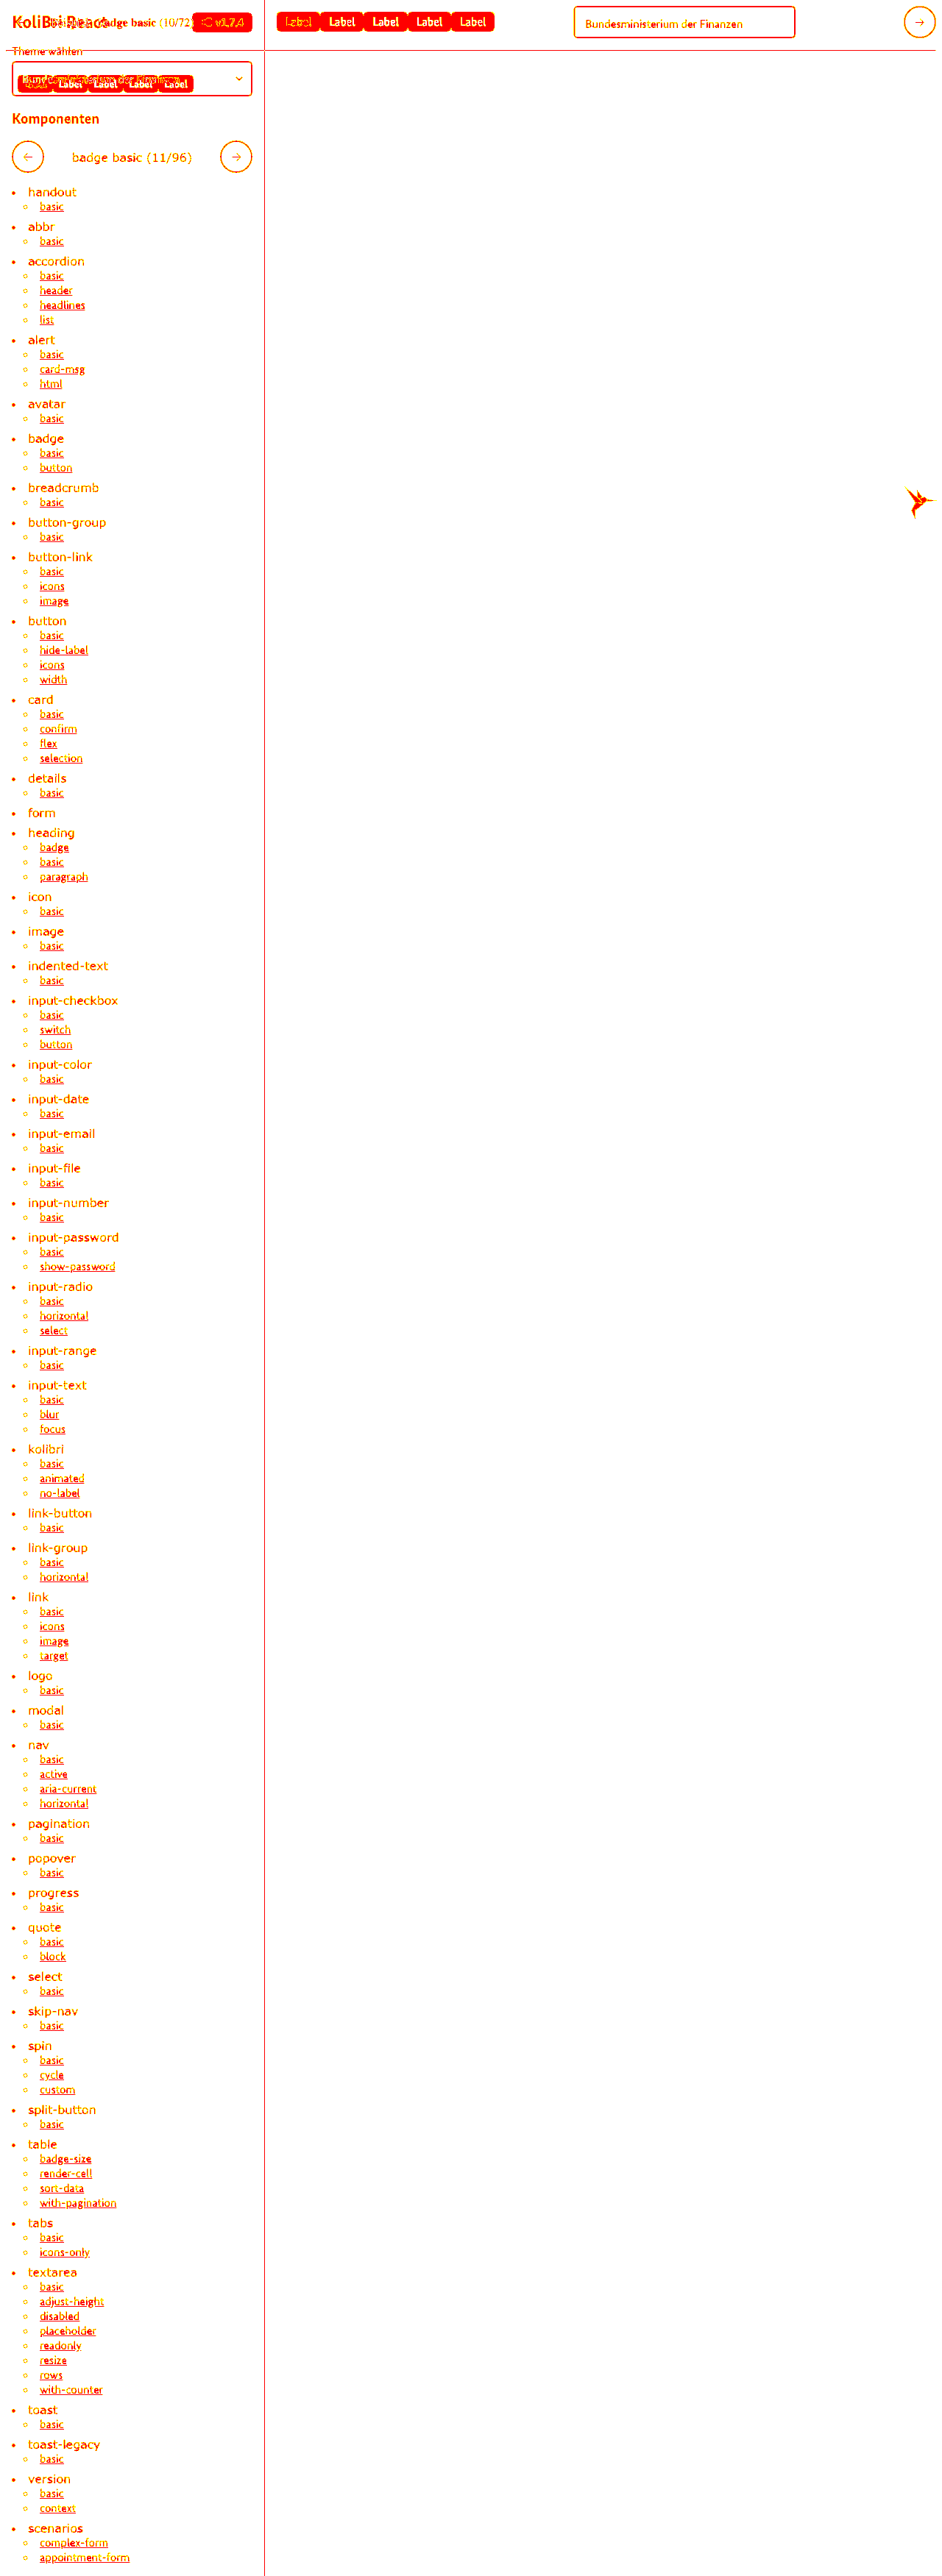 KoliBri React
badge basic (10/72)
v1.7.4
Label Label Label Label Label
Bundesministerium der Finanzen
Theme wählen
Label Label Label Label
Komponenten
badge basic (11/96)
handout
basic
abbr
basic
accordion
basic
header
headlines
list
alert
basic
card-msg
html
avatar
basic
badge
basic
button
breadcrumb
basic
button-group
basic
button-link
basic
icons
image
button
basic
hide-label
icons
width
card
basic
confirm
flex
selection
details
basic
form
heading
badge
basic
paragraph
icon
basic
image
basic
indented-text
basic
input-checkbox
basic
switch
button
input-color
basic
input-date
basic
input-email
basic
input-file
basic
input-number
basic
input-password
basic
show-password
input-radio
basic
horizontal
select
input-range
basic
input-text
basic
blur
focus
kolibri
basic
animated
no-label
link-button
basic
link-group
basic
horizontal
link
basic
icons
image
target
logo
basic
modal
basic
nav
basic
active
aria-current
horizontal
pagination
basic
popover
basic
progress
basic
quote
basic
block
select
basic
skip-nav
basic
spin
basic
cycle
custom
split-button
basic
table
badge-size
render-cell
sort-data
with-pagination
tabs
basic
icons-only
textarea
basic
adjust-height
disabled
placeholder
readonly
resize
rows
with-counter
toast
basic
toast-legacy
basic
version
basic
context
scenarios
complex-form
appointment-form